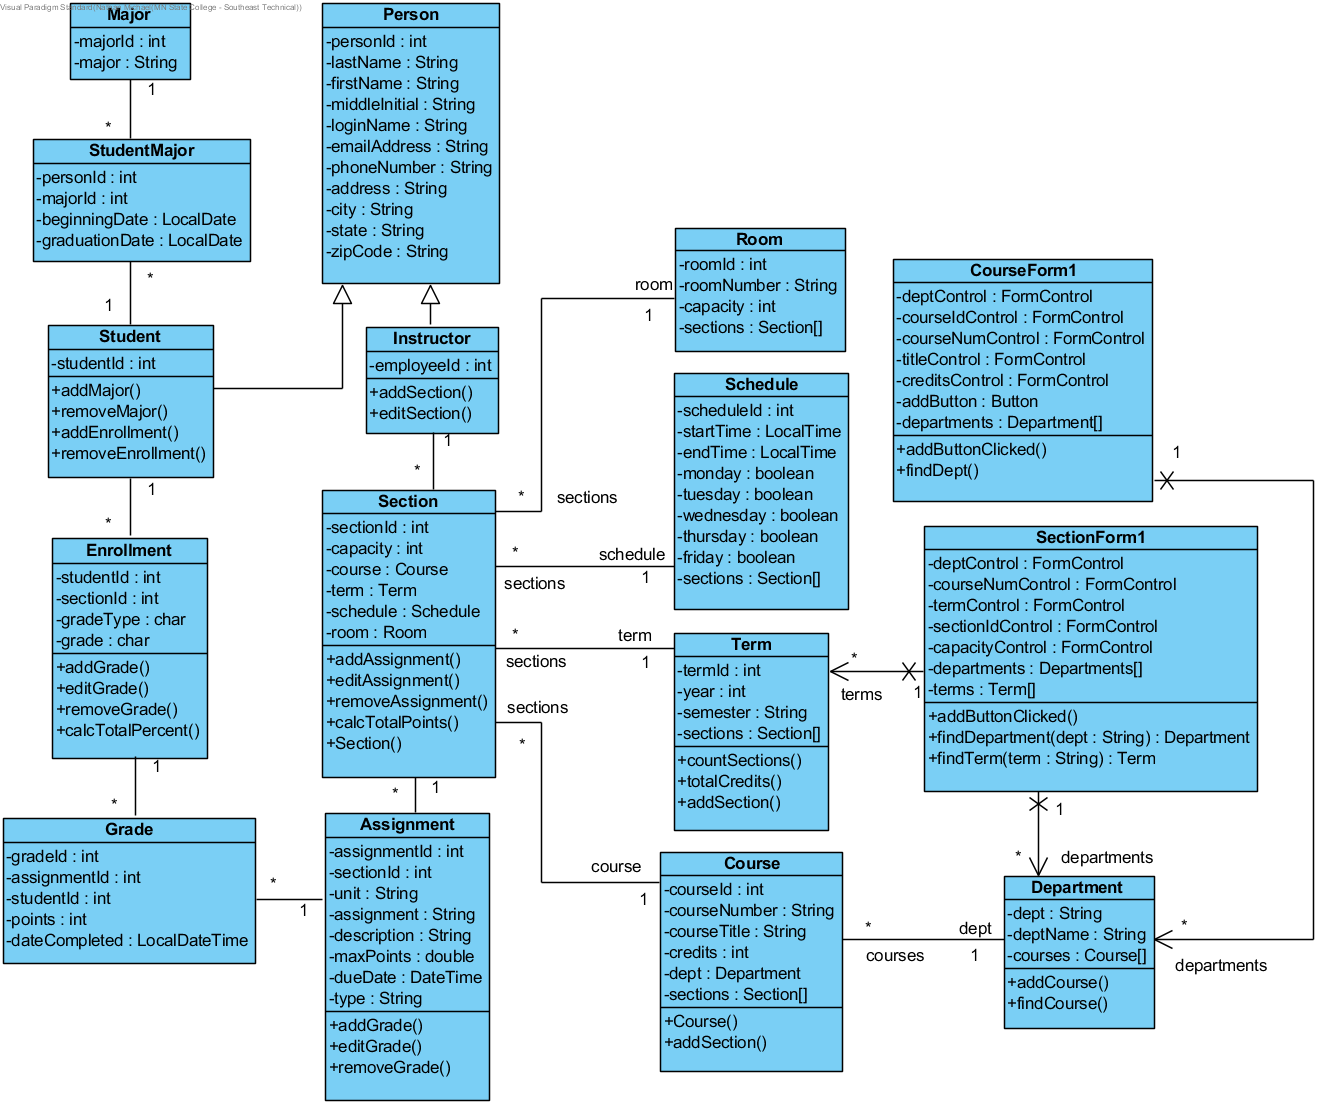 Visual Paradigm Standard(Nathan Michael(MN State College - Southeast Technical))
Major
-majorId : int
-major : String
1
*
StudentMajor
-personId : int
-majorId : int
-beginningDate : LocalDate
-graduationDate : LocalDate
*
1
Student
-studentId : int
+addMajor()
+removeMajor()
+addEnrollment()
+removeEnrollment()
1
*
Enrollment
-studentId : int
-sectionId : int
-gradeType : char
-grade : char
+addGrade()
+editGrade()
+removeGrade()
+calcTotalPercent()
1
*
Grade
-gradeId : int
-assignmentId : int
-studentId : int
-points : int
-dateCompleted : LocalDateTime
*
1
Person
-personId : int
-lastName : String
-firstName : String
-middleInitial : String
-loginName : String
-emailAddress : String
-phoneNumber : String
-address : String
-city : String
-state : String
-zipCode : String
Instructor
-employeeId : int
+addSection()
+editSection()
1
*
Section
-sectionId : int
-capacity : int
-course : Course
-term : Term
-schedule : Schedule
-room : Room
+addAssignment()
+editAssignment()
+removeAssignment()
+calcTotalPoints()
+Section()
*
1
Assignment
-assignmentId : int
-sectionId : int
-unit : String
-assignment : String
-description : String
-maxPoints : double
-dueDate : DateTime
-type : String
+addGrade()
+editGrade()
+removeGrade()
room
1
*
sections
*
schedule
sections
1
*
term
sections
1
sections
*
course
1
Room
-roomId : int
-roomNumber : String
-capacity : int
-sections : Section[]
Schedule
-scheduleId : int
-startTime : LocalTime
-endTime : LocalTime
-monday : boolean
-tuesday : boolean
-wednesday : boolean
-thursday : boolean
-friday : boolean
-sections : Section[]
Term
-termId : int
-year : int
-semester : String
-sections : Section[]
+countSections()
+totalCredits()
+addSection()
*
terms
1
Course
-courseId : int
-courseNumber : String
-courseTitle : String
-credits : int
-dept : Department
-sections : Section[]
+Course()
+addSection()
*
courses
dept
1
CourseForm1
-deptControl : FormControl
-courseIdControl : FormControl
-courseNumControl : FormControl
-titleControl : FormControl
-creditsControl : FormControl
-addButton : Button
-departments : Department[]
+addButtonClicked()
+findDept()
1
SectionForm1
-deptControl : FormControl
-courseNumControl : FormControl
-termControl : FormControl
-sectionIdControl : FormControl
-capacityControl : FormControl
-departments : Departments[]
-terms : Term[]
+addButtonClicked()
+findDepartment(dept : String) : Department
+findTerm(term : String) : Term
1
*
departments
Department
-dept : String
-deptName : String
-courses : Course[]
+addCourse()
+findCourse()
*
departments